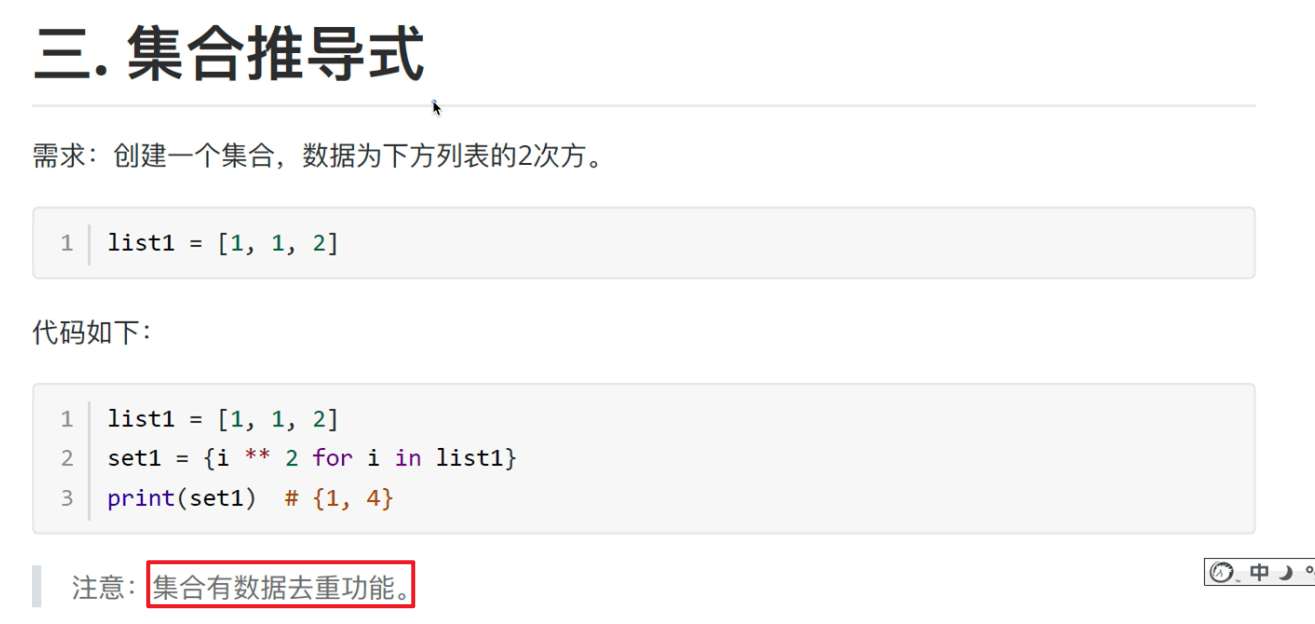 三. 集合推导式
需求：创建一个集合，数据为下方列表的2次方。
1 list1 = [1, 1, 2]
代码如下：
1 list1 = [1, 1, 2]
2 set1 = {i ** 2 for i in list1}
3 print(set1)  # {1, 4}
注意：集合有数据去重功能。
中